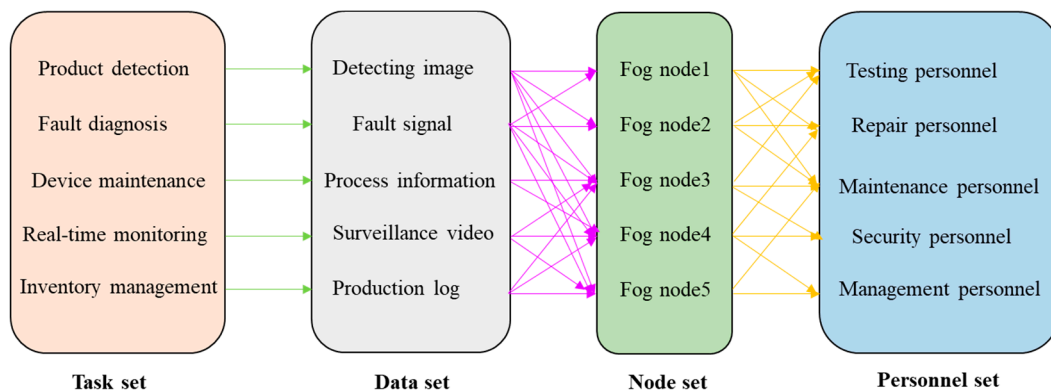 Product detection
Fault diagnosis
Device maintenance
Real-time monitoring
Inventory management
Task set
Detecting image
Fault signal
Process information
Surveillance video
Production log
Data set
Fog node1
Fog node2
Fog node3
Fog node4
Fog node5
Node set
Testing personnel
Repair personnel
Maintenance personnel
Security personnel
Management personnel
Personnel set